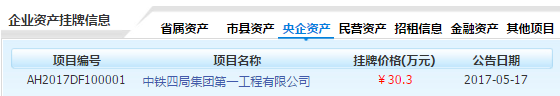 企业资产挂牌信息
省属资产 市县资产 央企资产 民营资产 招租信息 金融资产 其他项目
项目编号 项目名称 挂牌价格(万元) 公告日期
AH2017DF100001 中铁四局集团第一工程有限公司 ￥30.3 2017-05-17